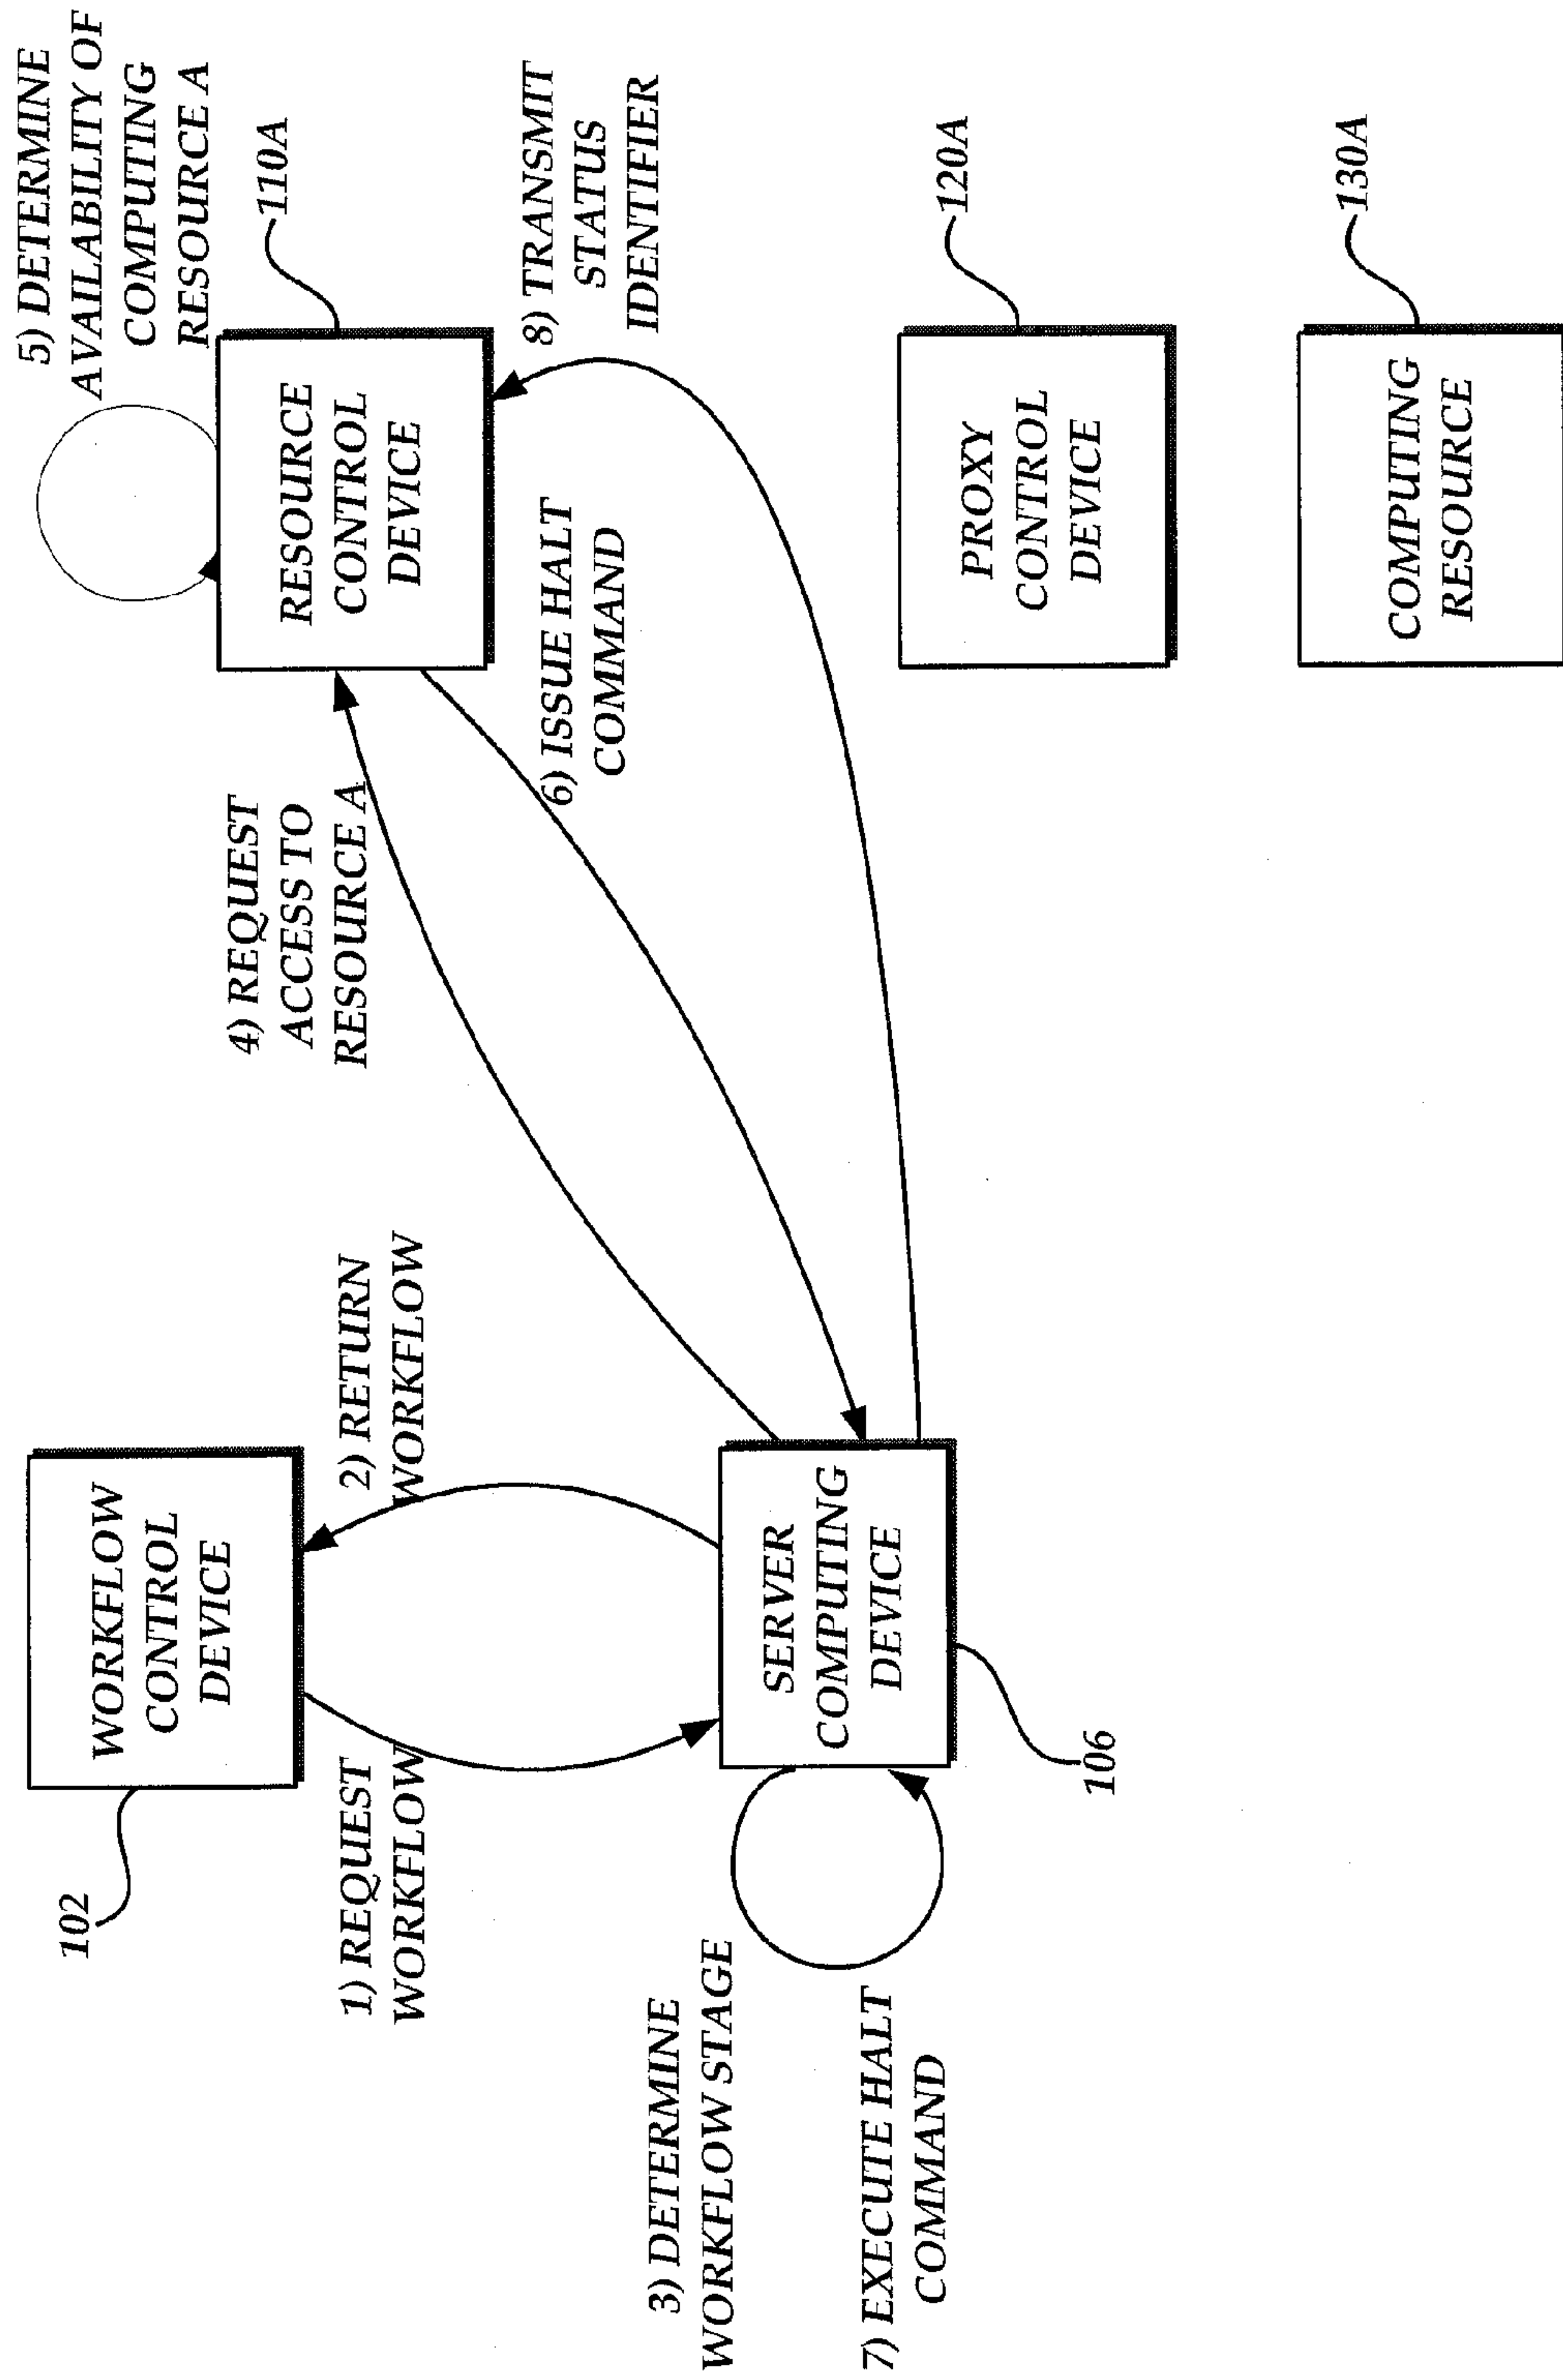 102
WORKFLOW
CONTROL
DEVICE
1) REQUEST
WORKFLOW
2) RETURN
WORKFLOW
3) DETERMINE
WORKFLOW STAGE
7) EXECUTE HALT
COMMAND
SERVER
COMPUTING
DEVICE
106
4) REQUEST
ACCESS TO
RESOURCE A
5) DETERMINE
AVAILABILITY OF
COMPUTING
RESOURCE A
RESOURCE
CONTROL
DEVICE
110A
6) ISSUE HALT
COMMAND
8) TRANSMIT
STATUS
IDENTIFIER
PROXY
CONTROL
DEVICE
120A
COMPUTING
RESOURCE
130A